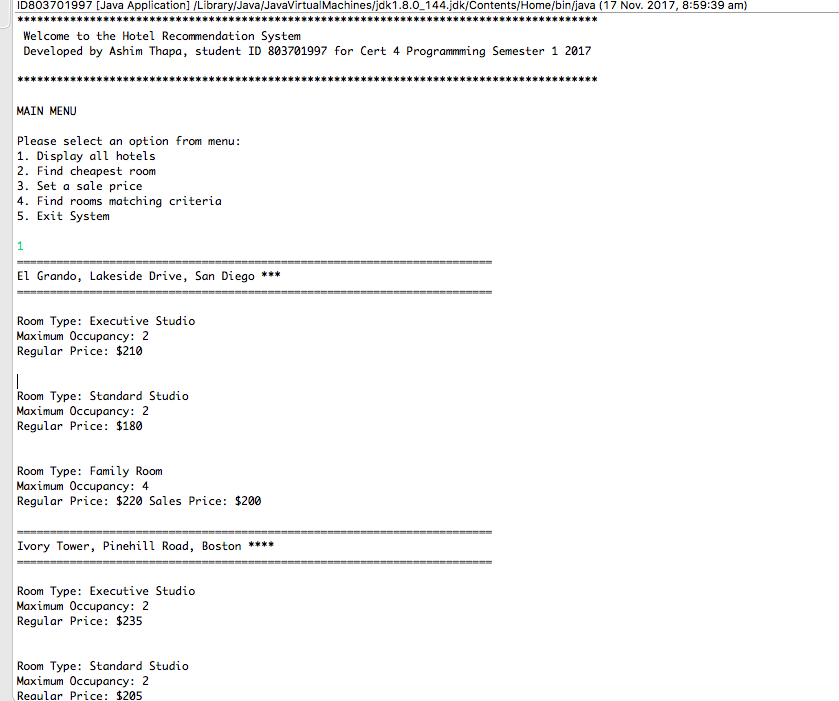 ID803701997 [Java Application] /Library/Java/JavaVirtualMachines/jdk1.8.0_144.jdk/Contents/Home/bin/java (17 Nov. 2017, 8:59:39 am)
****************************************************************************************
Welcome to the Hotel Recommendation System
Developed by Ashim Thapa, student ID 803701997 for Cert 4 Programmming Semester 1 2017
****************************************************************************************
MAIN MENU
Please select an option from menu:
1. Display all hotels
2. Find cheapest room
3. Set a sale price
4. Find rooms matching criteria
5. Exit System
1
========================================================================
El Grando, Lakeside Drive, San Diego ***
========================================================================
Room Type: Executive Studio
Maximum Occupancy: 2
Regular Price: $210
Room Type: Standard Studio
Maximum Occupancy: 2
Regular Price: $180
Room Type: Family Room
Maximum Occupancy: 4
Regular Price: $220 Sales Price: $200
========================================================================
Ivory Tower, Pinehill Road, Boston ****
========================================================================
Room Type: Executive Studio
Maximum Occupancy: 2
Regular Price: $235
Room Type: Standard Studio
Maximum Occupancy: 2
Regular Price: $205